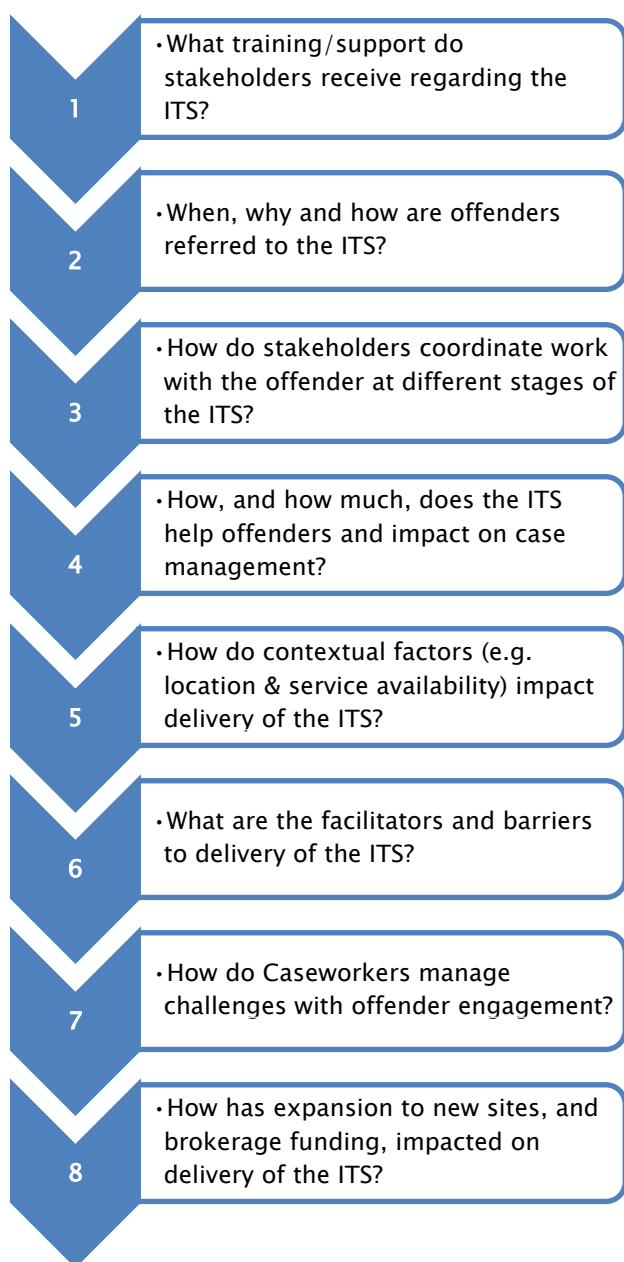 1
·What training/support do
stakeholders receive regarding the
ITS?
2
·When, why and how are offenders
referred to the ITS?
3
·How do stakeholders coordinate work
with the offender at different stages of
the ITS?
4
·How, and how much, does the ITS
help offenders and impact on case
management?
5
·How do contextual factors (e.g.
location & service availability) impact
delivery of the ITS?
6
·What are the facilitators and barriers
to delivery of the ITS?
7
·How do Caseworkers manage
challenges with offender engagement?
8
·How has expansion to new sites, and
brokerage funding, impacted on
delivery of the ITS?